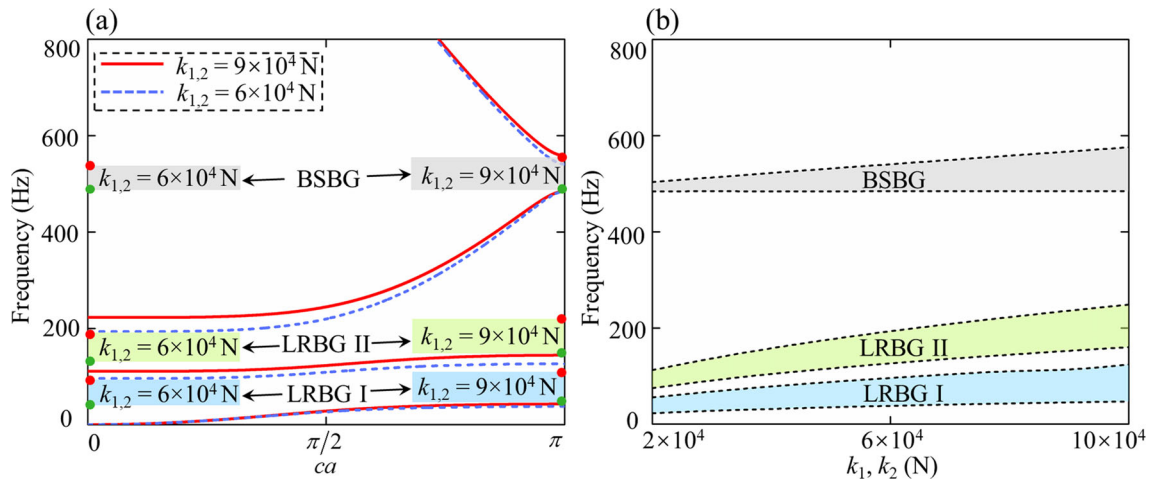 (a)
800
600
400
200
0
Frequency (Hz)
k1,2 = 9×10⁴ N
k1,2 = 6×10⁴ N
k1,2 = 6×10⁴ N BSBG k1,2 = 9×10⁴ N
k1,2 = 6×10⁴ N LRBG II k1,2 = 9×10⁴ N
k1,2 = 6×10⁴ N LRBG I k1,2 = 9×10⁴ N
0 π/2 π
ca
(b)
800
600
400
200
0
Frequency (Hz)
BSBG
LRBG II
LRBG I
2×10⁴ 6×10⁴ 10×10⁴
k1, k2 (N)